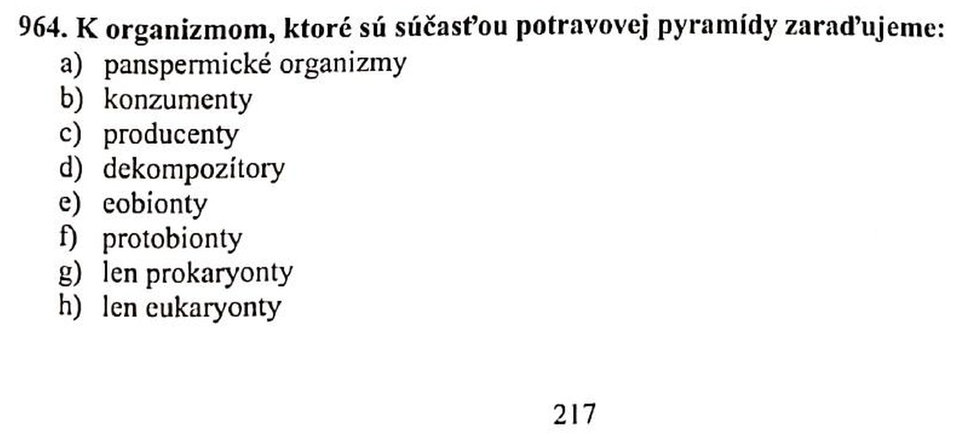 964. K organizmom, ktoré sú súčasťou potravovej pyramídy zaraďujeme:
a) panspermické organizmy
b) konzumenty
c) producenty
d) dekompozítory
e) eobionty
f) protobionty
g) len prokaryonty
h) len eukaryonty
217